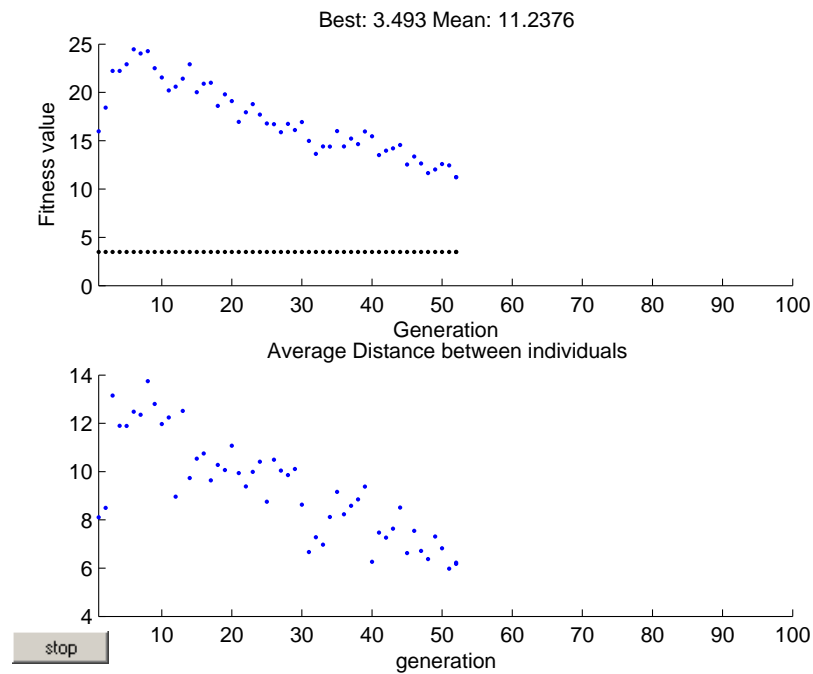 Best: 3.493 Mean: 11.2376
25
20
15
10
5
0
Fitness value
10 20 30 40 50 60 70 80 90 100
Generation
Average Distance between individuals
14
12
10
8
6
4
10 20 30 40 50 60 70 80 90 100
generation
stop